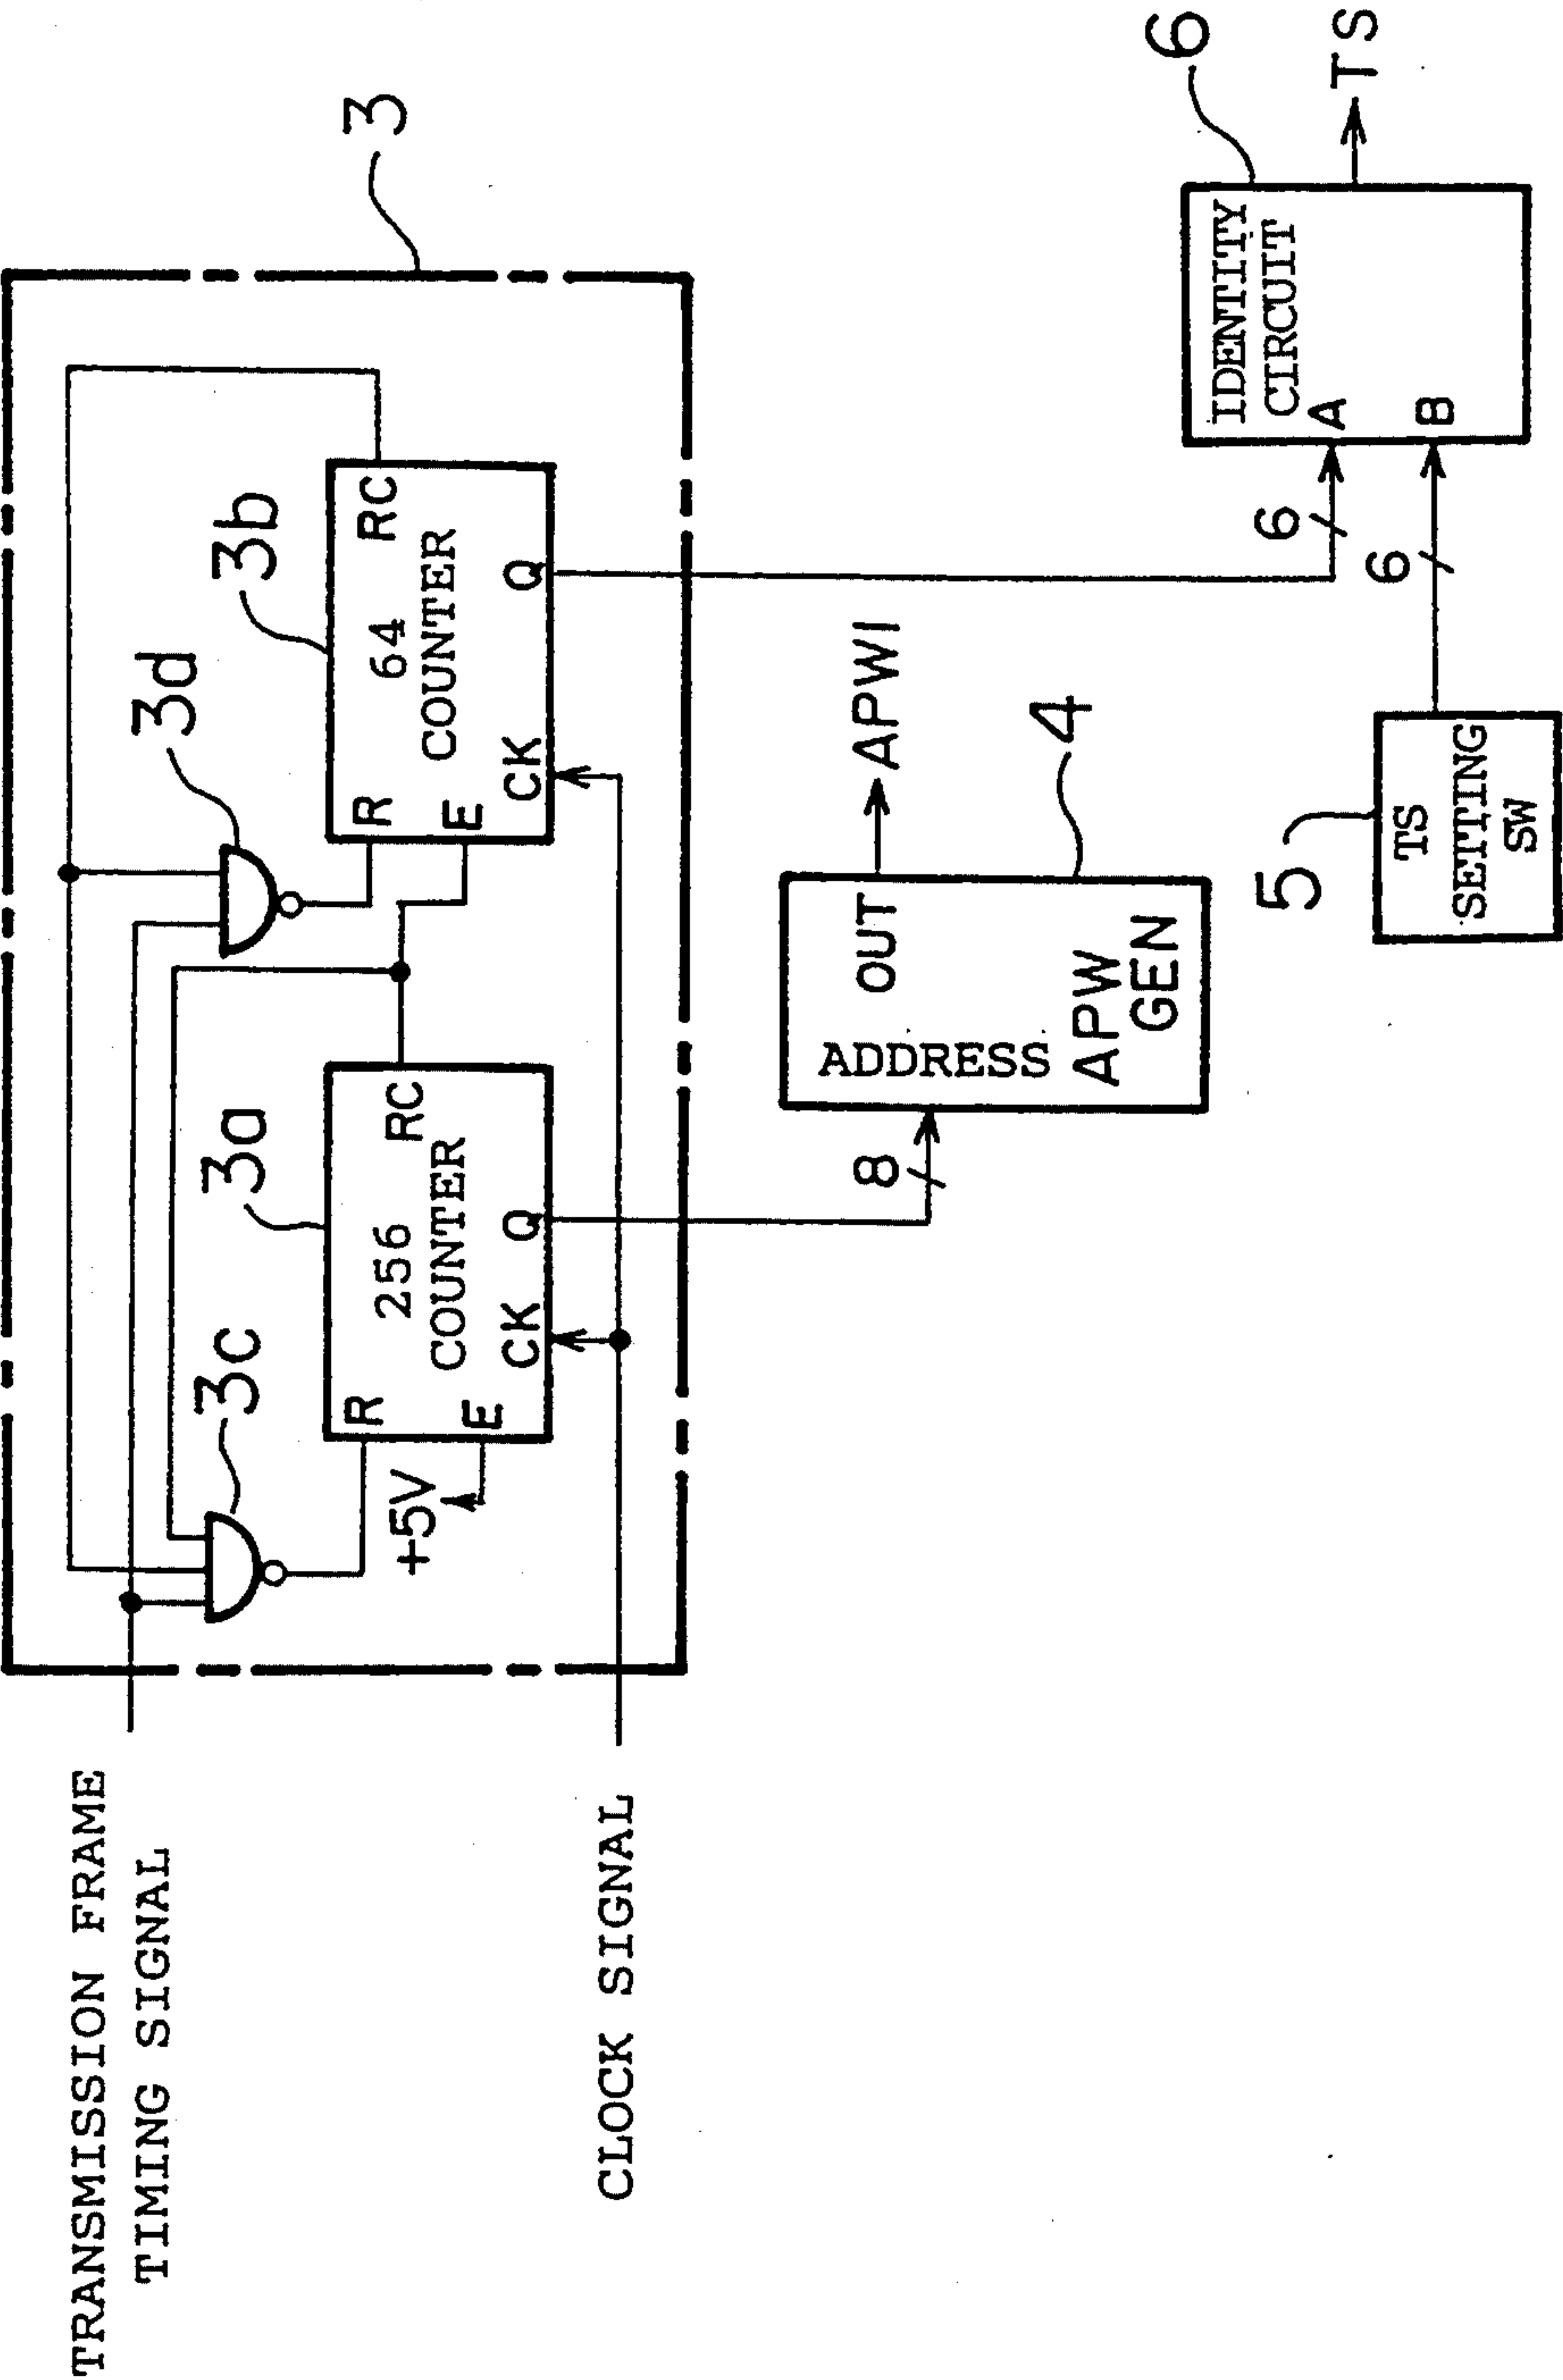 3
TRANSMISSION FRAME
TIMING SIGNAL
3c
3a
3d
3b
R
256
COUNTER
RC
E
+5V
CK
Q
R
64
COUNTER
RC
E
CK
Q
CLOCK SIGNAL
8
ADDRESS
OUT
APWI
APW
GEN
4
6
IDENTITY
CIRCUIT
A
B
6
6
TS
5
TS
SETTING
SW